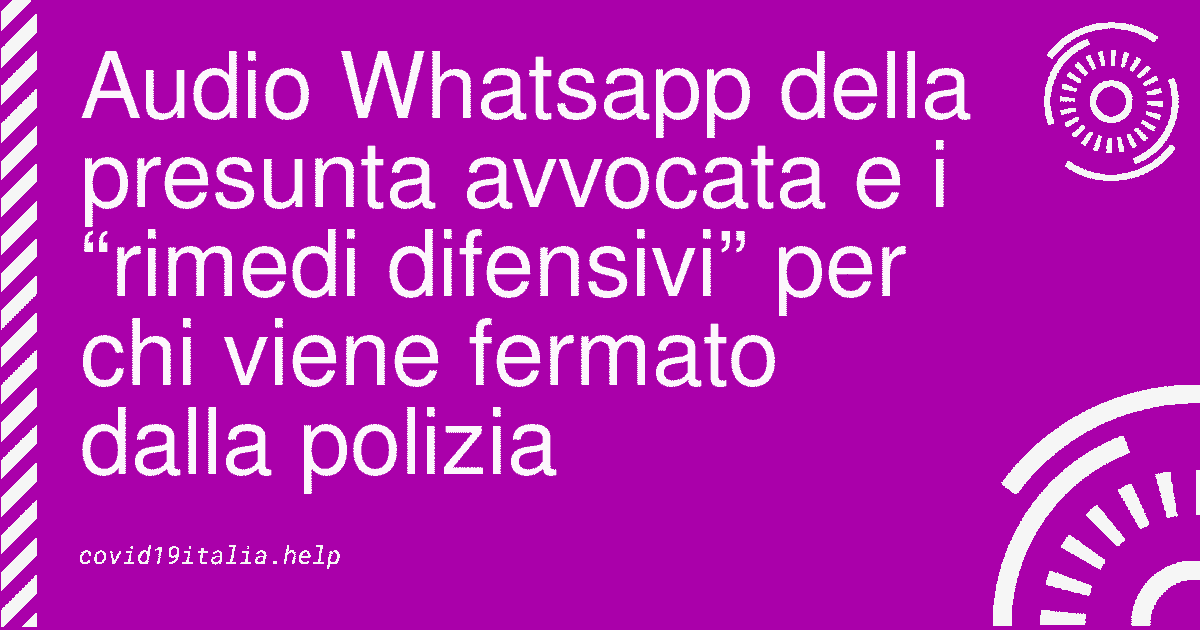 Audio Whatsapp della
presunta avvocata e i
“rimedi difensivi” per
chi viene fermato
dalla polizia
covid19italia.help